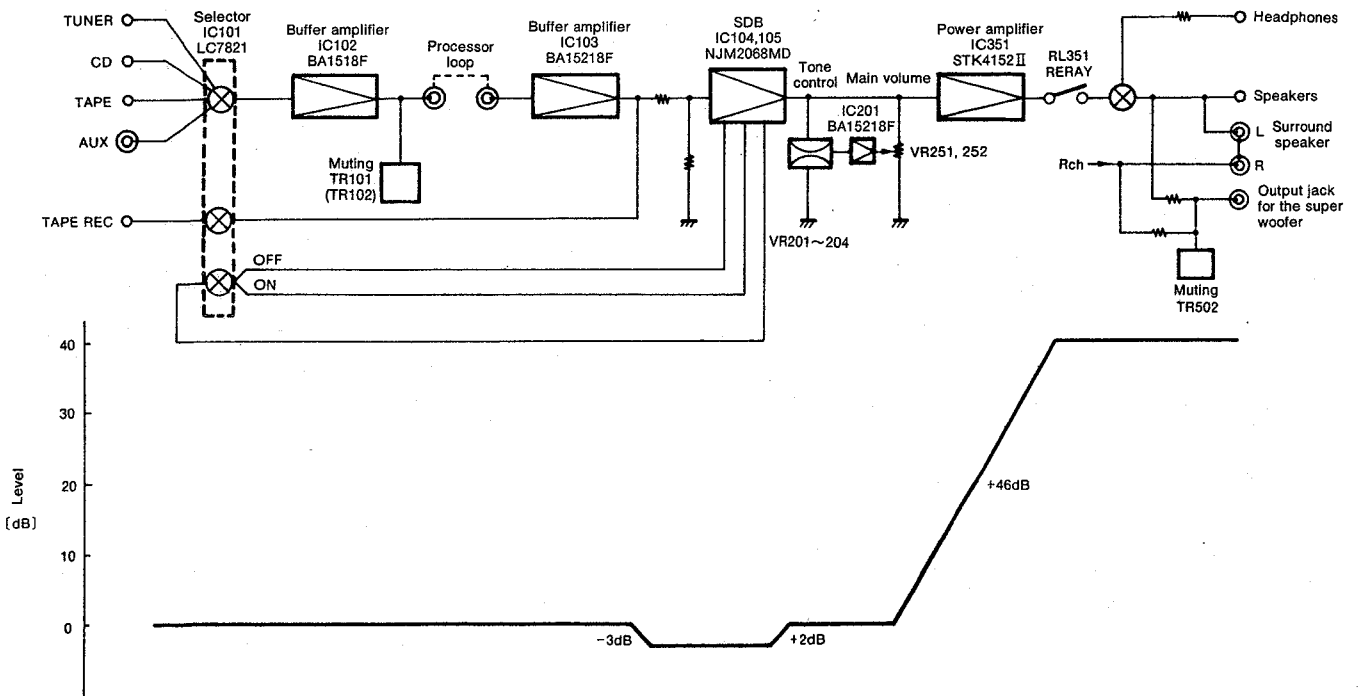 TUNER
CD
TAPE
AUX
TAPE REC
Selector
IC101
LC7821
Buffer amplifier
IC102
BA1518F
Processor
loop
Buffer amplifier
IC103
BA15218F
SDB
IC104,105
NJM2068MD
Tone
control
Main volume
IC201
BA15218F
Power amplifier
IC351
STK4152II
RL351
RERAY
Headphones
Speakers
L Surround
speaker
R
Rch
Output jack
for the super
woofer
Muting
TR101
(TR102)
VR251, 252
VR201~204
Muting
TR502
OFF
ON
Level
[dB]
40
30
20
10
0
-3dB
+2dB
+46dB